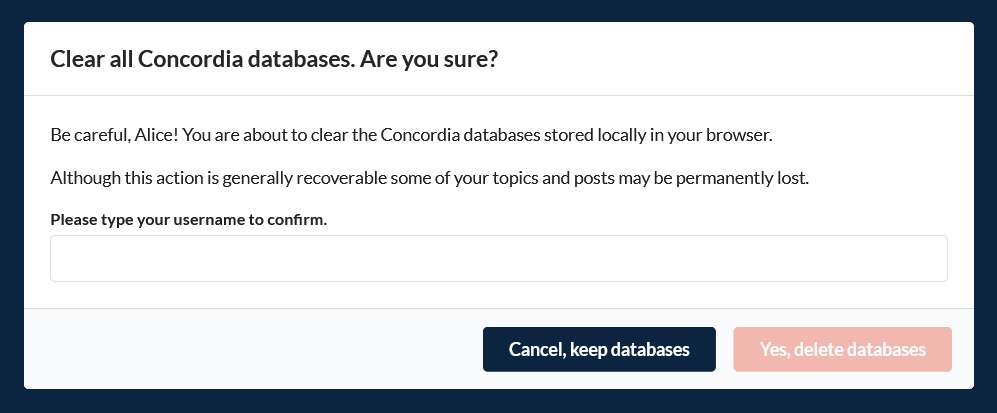 Clear all Concordia databases. Are you sure?
Be careful, Alice! You are about to clear the Concordia databases stored locally in your browser.
Although this action is generally recoverable some of your topics and posts may be permanently lost.
Please type your username to confirm.
Cancel, keep databases
Yes, delete databases